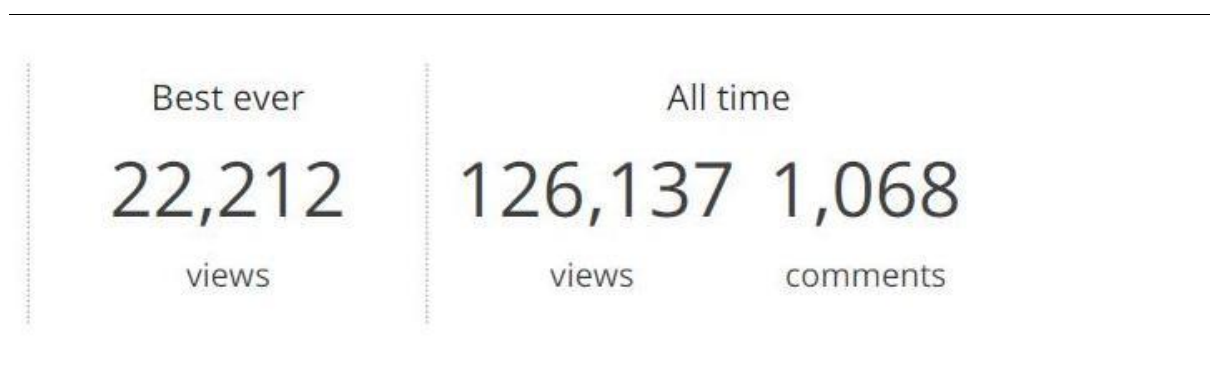 Best ever
22,212
views
All time
126,137 1,068
views comments